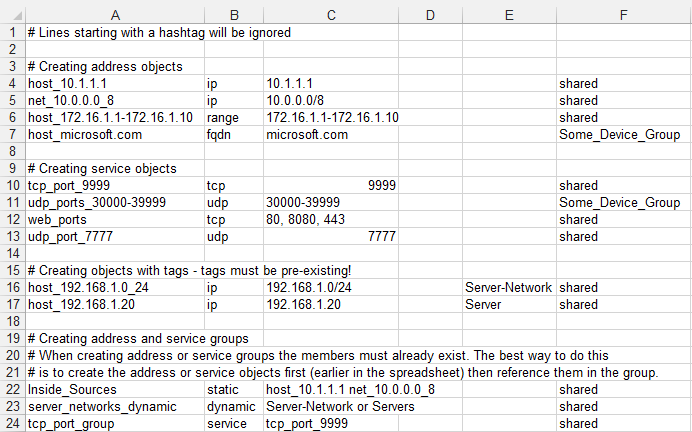 A B C D E F
1 # Lines starting with a hashtag will be ignored
2
3 # Creating address objects
4 host_10.1.1.1 ip 10.1.1.1 shared
5 net_10.0.0.0_8 ip 10.0.0.0/8 shared
6 host_172.16.1.1-172.16.1.10 range 172.16.1.1-172.16.1.10 shared
7 host_microsoft.com fqdn microsoft.com Some_Device_Group
8
9 # Creating service objects
10 tcp_port_9999 tcp 9999 shared
11 udp_ports_30000-39999 udp 30000-39999 Some_Device_Group
12 web_ports tcp 80, 8080, 443 shared
13 udp_port_7777 udp 7777 shared
14
15 # Creating objects with tags - tags must be pre-existing!
16 host_192.168.1.0_24 ip 192.168.1.0/24 Server-Network shared
17 host_192.168.1.20 ip 192.168.1.20 Server shared
18
19 # Creating address and service groups
20 # When creating address or service groups the members must already exist. The best way to do this
21 # is to create the address or service objects first (earlier in the spreadsheet) then reference them in the group.
22 Inside_Sources static host_10.1.1.1 net_10.0.0.0_8 shared
23 server_networks_dynamic dynamic Server-Network or Servers shared
24 tcp_port_group service tcp_port_9999 shared